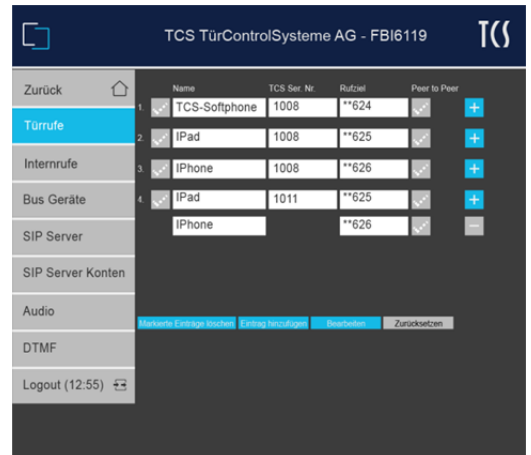 TCS TürControlSysteme AG - FBI6119
TCS
Zurück
Türrufe
Internrufe
Bus Geräte
SIP Server
SIP Server Konten
Audio
DTMF
Logout (12:55)
Name TCS Ser. Nr. Rufziel Peer to Peer
1. TCS-Softphone 1008 **624 +
2. IPad 1008 **625 +
3. IPhone 1008 **626 +
4. IPad 1011 **625 +
IPhone **626 −
Markierte Einträge löschen Eintrag hinzufügen Bearbeiten Zurücksetzen